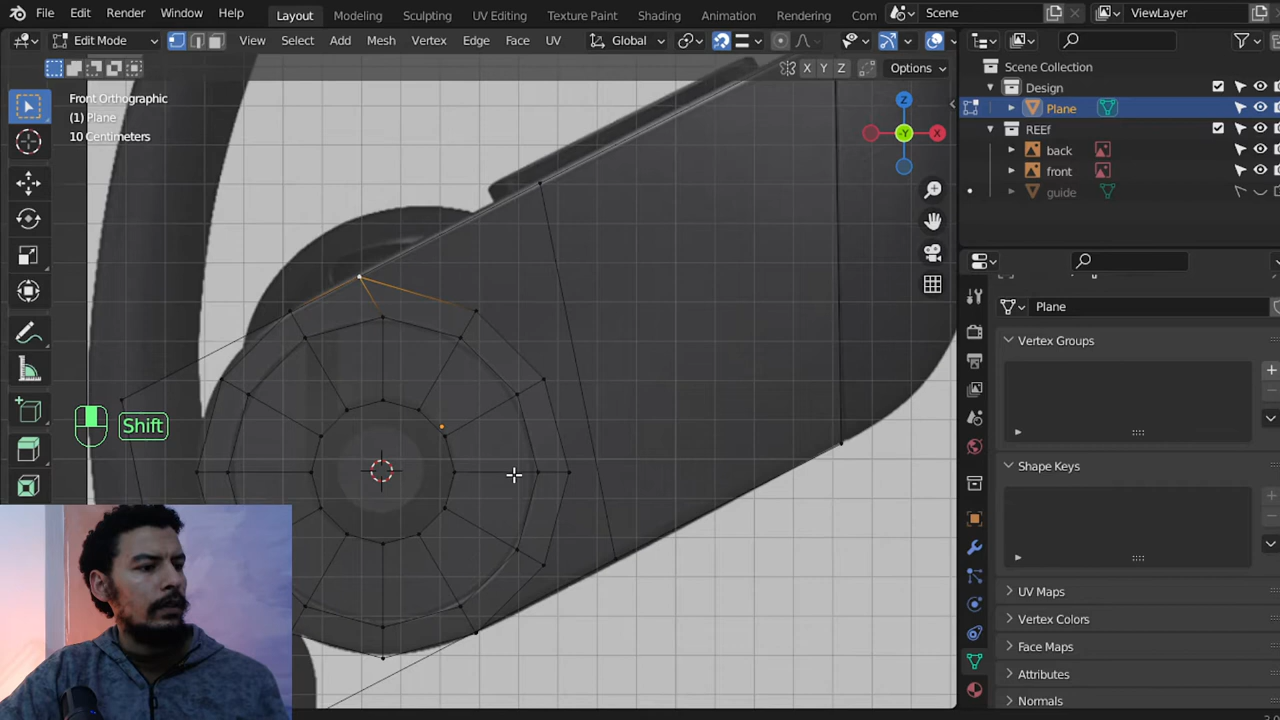 File Edit Render Window Help Layout Modeling Sculpting UV Editing Texture Paint Shading Animation Rendering Com Scene ViewLayer
Edit Mode View Select Add Mesh Vertex Edge Face UV Global
X Y Z Options
Front Orthographic
(1) Plane
10 Centimeters
Z
-Y
X
Shift
Scene Collection
Design
Plane
REEf
back
front
guide
Plane
Vertex Groups
Shape Keys
UV Maps
Vertex Colors
Face Maps
Attributes
Normals